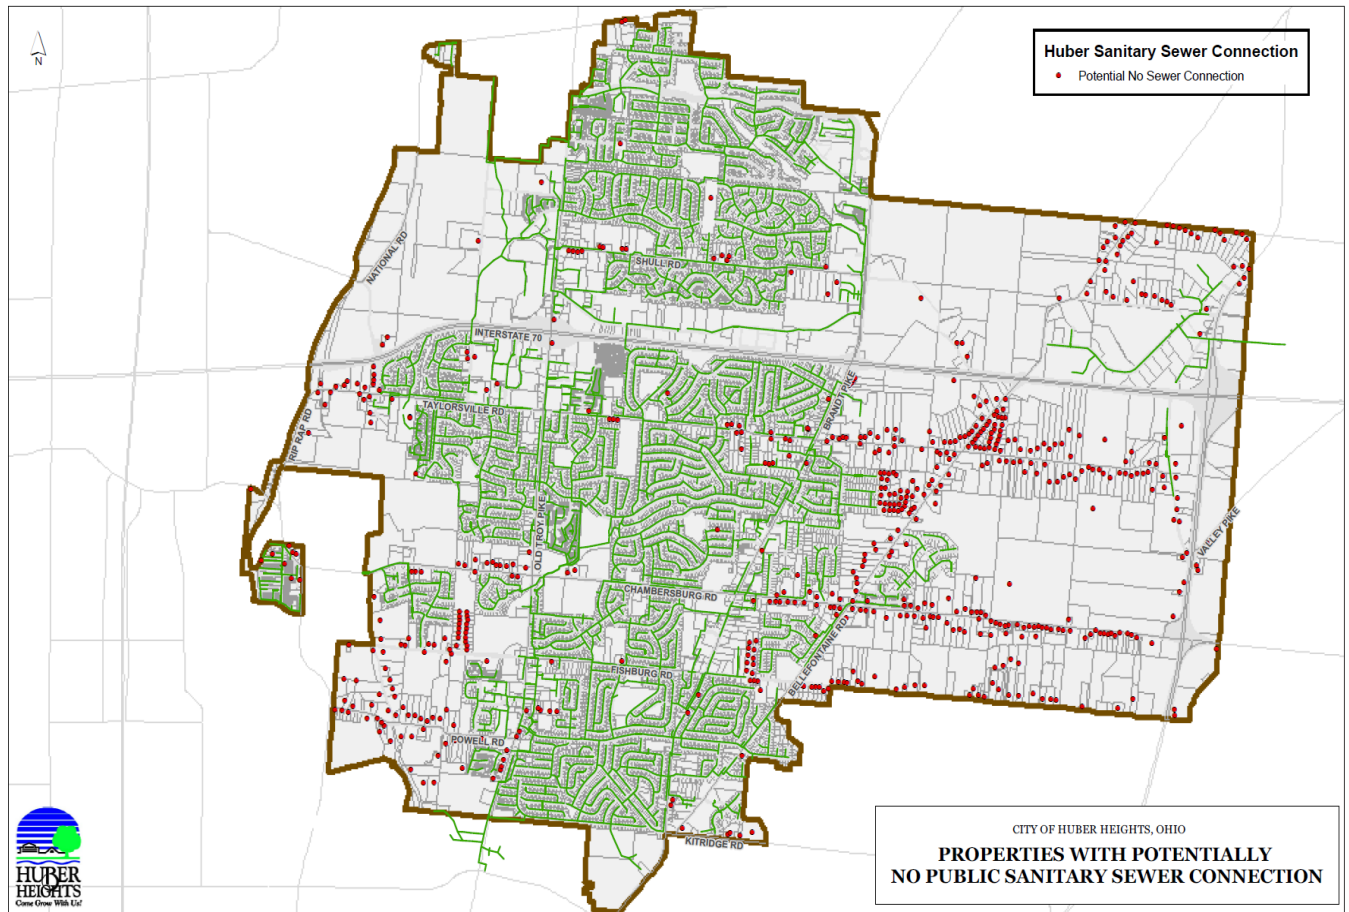 N
Huber Sanitary Sewer Connection
Potential No Sewer Connection
NATIONAL RD
SHULL RD
INTERSTATE 70
BRANDT PIKE
TAYLORSVILLE RD
RIP RAP RD
OLD TROY PIKE
VALLEY PIKE
CHAMBERSBURG RD
BELLEFONTAINE RD
FISHBURG RD
POWELL RD
KITRIDGE RD
HUBER
HEIGHTS
Come Grow With Us!
CITY OF HUBER HEIGHTS, OHIO
PROPERTIES WITH POTENTIALLY
NO PUBLIC SANITARY SEWER CONNECTION